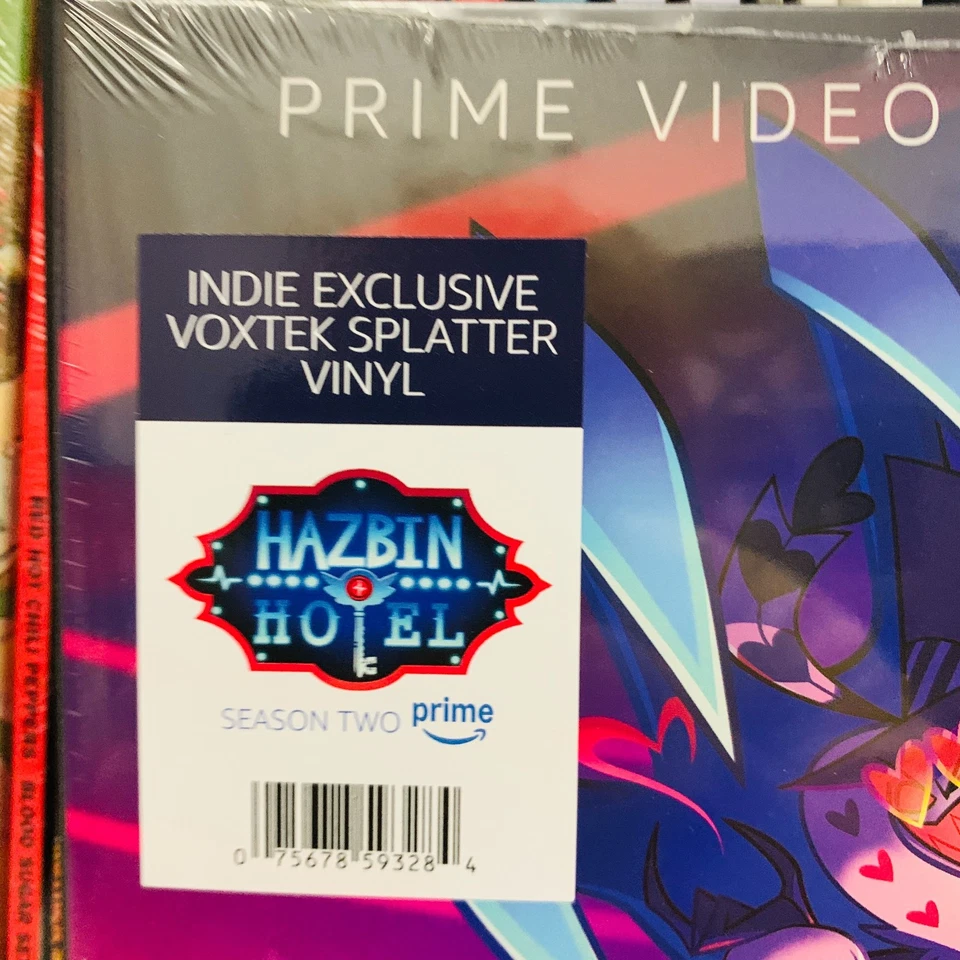 PRIME VIDEO
INDIE EXCLUSIVE
VOXTEK SPLATTER
VINYL
HAZBIN
HOTEL
SEASON TWO prime
0 75678 59328 4
RED HOT CHILI PEPPERS BLOOD SUGAR SE